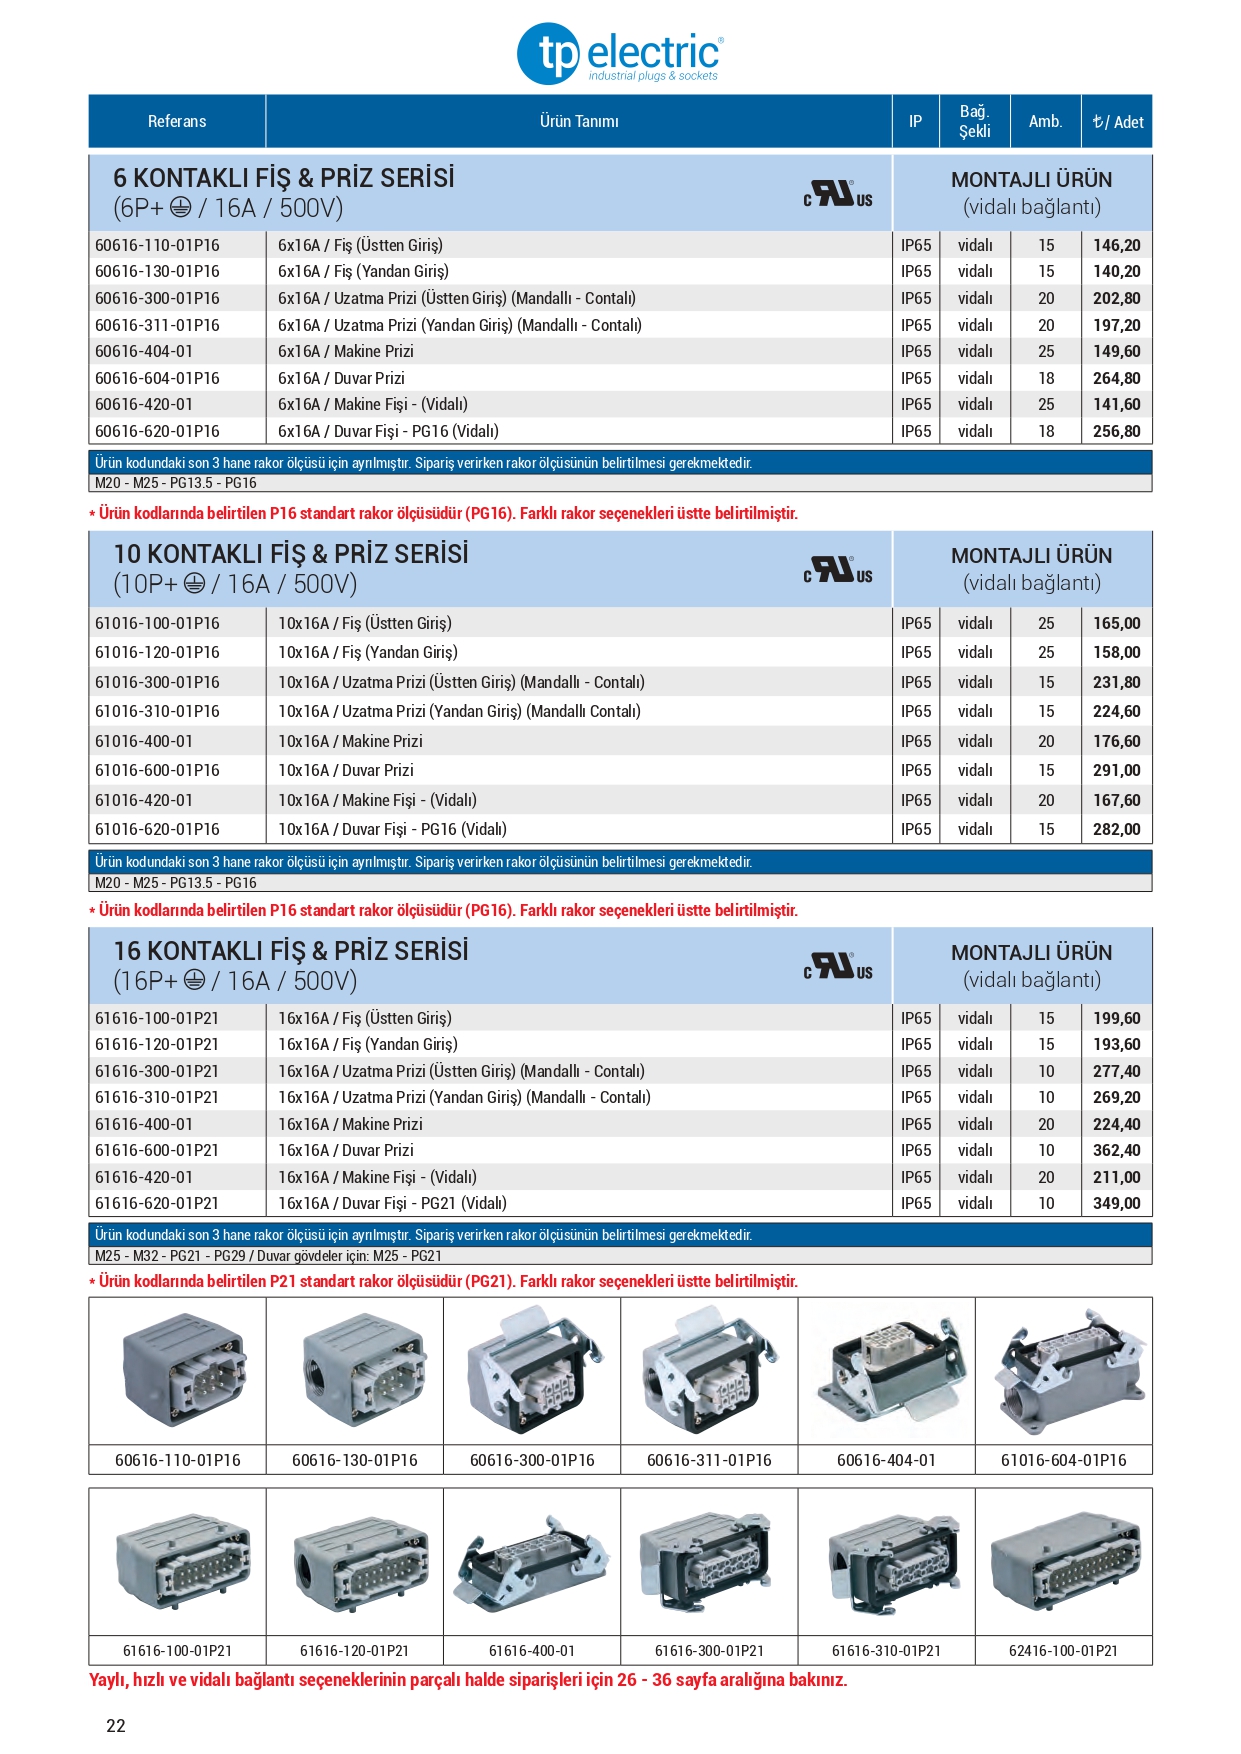 tp electric®
industrial plugs & sockets
Referans Ürün Tanımı IP Bağ. Şekli Amb. ₺/ Adet
6 KONTAKLI FİŞ & PRİZ SERİSİ MONTAJLI ÜRÜN
(6P+ / 16A / 500V) c US (vidalı bağlantı)
60616-110-01P16 6x16A / Fiş (Üstten Giriş) IP65 vidalı 15 146,20
60616-130-01P16 6x16A / Fiş (Yandan Giriş) IP65 vidalı 15 140,20
60616-300-01P16 6x16A / Uzatma Prizi (Üstten Giriş) (Mandallı - Contalı) IP65 vidalı 20 202,80
60616-311-01P16 6x16A / Uzatma Prizi (Yandan Giriş) (Mandallı - Contalı) IP65 vidalı 20 197,20
60616-404-01 6x16A / Makine Prizi IP65 vidalı 25 149,60
60616-604-01P16 6x16A / Duvar Prizi IP65 vidalı 18 264,80
60616-420-01 6x16A / Makine Fişi - (Vidalı) IP65 vidalı 25 141,60
60616-620-01P16 6x16A / Duvar Fişi - PG16 (Vidalı) IP65 vidalı 18 256,80
Ürün kodundaki son 3 hane rakor ölçüsü için ayrılmıştır. Sipariş verirken rakor ölçüsünün belirtilmesi gerekmektedir.
M20 - M25 - PG13.5 - PG16
* Ürün kodlarında belirtilen P16 standart rakor ölçüsüdür (PG16). Farklı rakor seçenekleri üstte belirtilmiştir.
10 KONTAKLI FİŞ & PRİZ SERİSİ MONTAJLI ÜRÜN
(10P+ / 16A / 500V) c US (vidalı bağlantı)
61016-100-01P16 10x16A / Fiş (Üstten Giriş) IP65 vidalı 25 165,00
61016-120-01P16 10x16A / Fiş (Yandan Giriş) IP65 vidalı 25 158,00
61016-300-01P16 10x16A / Uzatma Prizi (Üstten Giriş) (Mandallı - Contalı) IP65 vidalı 15 231,80
61016-310-01P16 10x16A / Uzatma Prizi (Yandan Giriş) (Mandallı Contalı) IP65 vidalı 15 224,60
61016-400-01 10x16A / Makine Prizi IP65 vidalı 20 176,60
61016-600-01P16 10x16A / Duvar Prizi IP65 vidalı 15 291,00
61016-420-01 10x16A / Makine Fişi - (Vidalı) IP65 vidalı 20 167,60
61016-620-01P16 10x16A / Duvar Fişi - PG16 (Vidalı) IP65 vidalı 15 282,00
Ürün kodundaki son 3 hane rakor ölçüsü için ayrılmıştır. Sipariş verirken rakor ölçüsünün belirtilmesi gerekmektedir.
M20 - M25 - PG13.5 - PG16
* Ürün kodlarında belirtilen P16 standart rakor ölçüsüdür (PG16). Farklı rakor seçenekleri üstte belirtilmiştir.
16 KONTAKLI FİŞ & PRİZ SERİSİ MONTAJLI ÜRÜN
(16P+ / 16A / 500V) c US (vidalı bağlantı)
61616-100-01P21 16x16A / Fiş (Üstten Giriş) IP65 vidalı 15 199,60
61616-120-01P21 16x16A / Fiş (Yandan Giriş) IP65 vidalı 15 193,60
61616-300-01P21 16x16A / Uzatma Prizi (Üstten Giriş) (Mandallı - Contalı) IP65 vidalı 10 277,40
61616-310-01P21 16x16A / Uzatma Prizi (Yandan Giriş) (Mandallı - Contalı) IP65 vidalı 10 269,20
61616-400-01 16x16A / Makine Prizi IP65 vidalı 20 224,40
61616-600-01P21 16x16A / Duvar Prizi IP65 vidalı 10 362,40
61616-420-01 16x16A / Makine Fişi - (Vidalı) IP65 vidalı 20 211,00
61616-620-01P21 16x16A / Duvar Fişi - PG21 (Vidalı) IP65 vidalı 10 349,00
Ürün kodundaki son 3 hane rakor ölçüsü için ayrılmıştır. Sipariş verirken rakor ölçüsünün belirtilmesi gerekmektedir.
M25 - M32 - PG21 - PG29 / Duvar gövdeler için: M25 - PG21
* Ürün kodlarında belirtilen P21 standart rakor ölçüsüdür (PG21). Farklı rakor seçenekleri üstte belirtilmiştir.
60616-110-01P16 60616-130-01P16 60616-300-01P16 60616-311-01P16 60616-404-01 61016-604-01P16
61616-100-01P21 61616-120-01P21 61616-400-01 61616-300-01P21 61616-310-01P21 62416-100-01P21
Yaylı, hızlı ve vidalı bağlantı seçeneklerinin parçalı halde siparişleri için 26 - 36 sayfa aralığına bakınız.
22